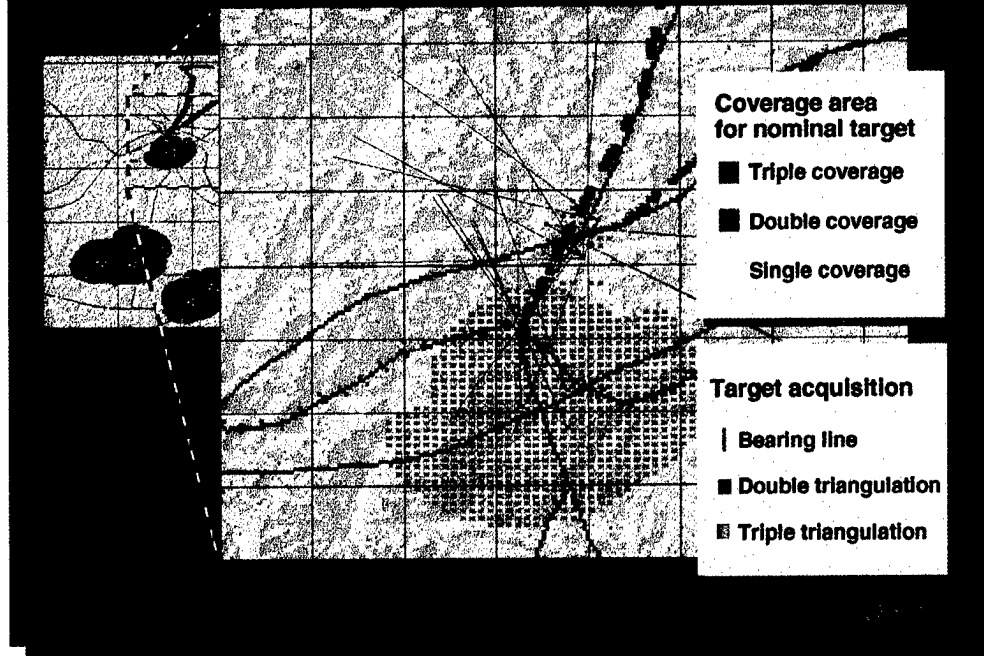 Coverage area
for nominal target
Triple coverage
Double coverage
Single coverage
Target acquisition
Bearing line
Double triangulation
Triple triangulation